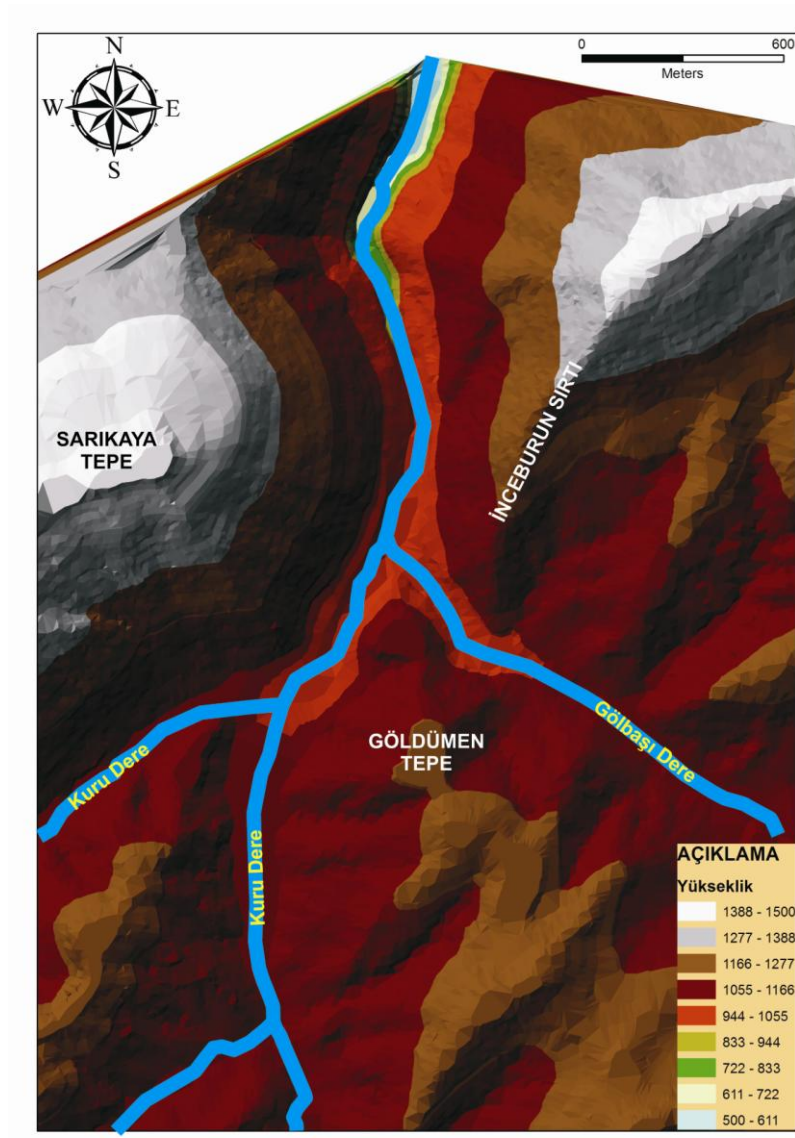 N
W
E
S
0
600
Meters
SARIKAYA
TEPE
İNCEBURUN SIRTI
GÖLDÜMEN
TEPE
Gölbaşı Dere
Kuru Dere
Kuru Dere
AÇIKLAMA
Yükseklik
1388 - 1500
1277 - 1388
1166 - 1277
1055 - 1166
944 - 1055
833 - 944
722 - 833
611 - 722
500 - 611